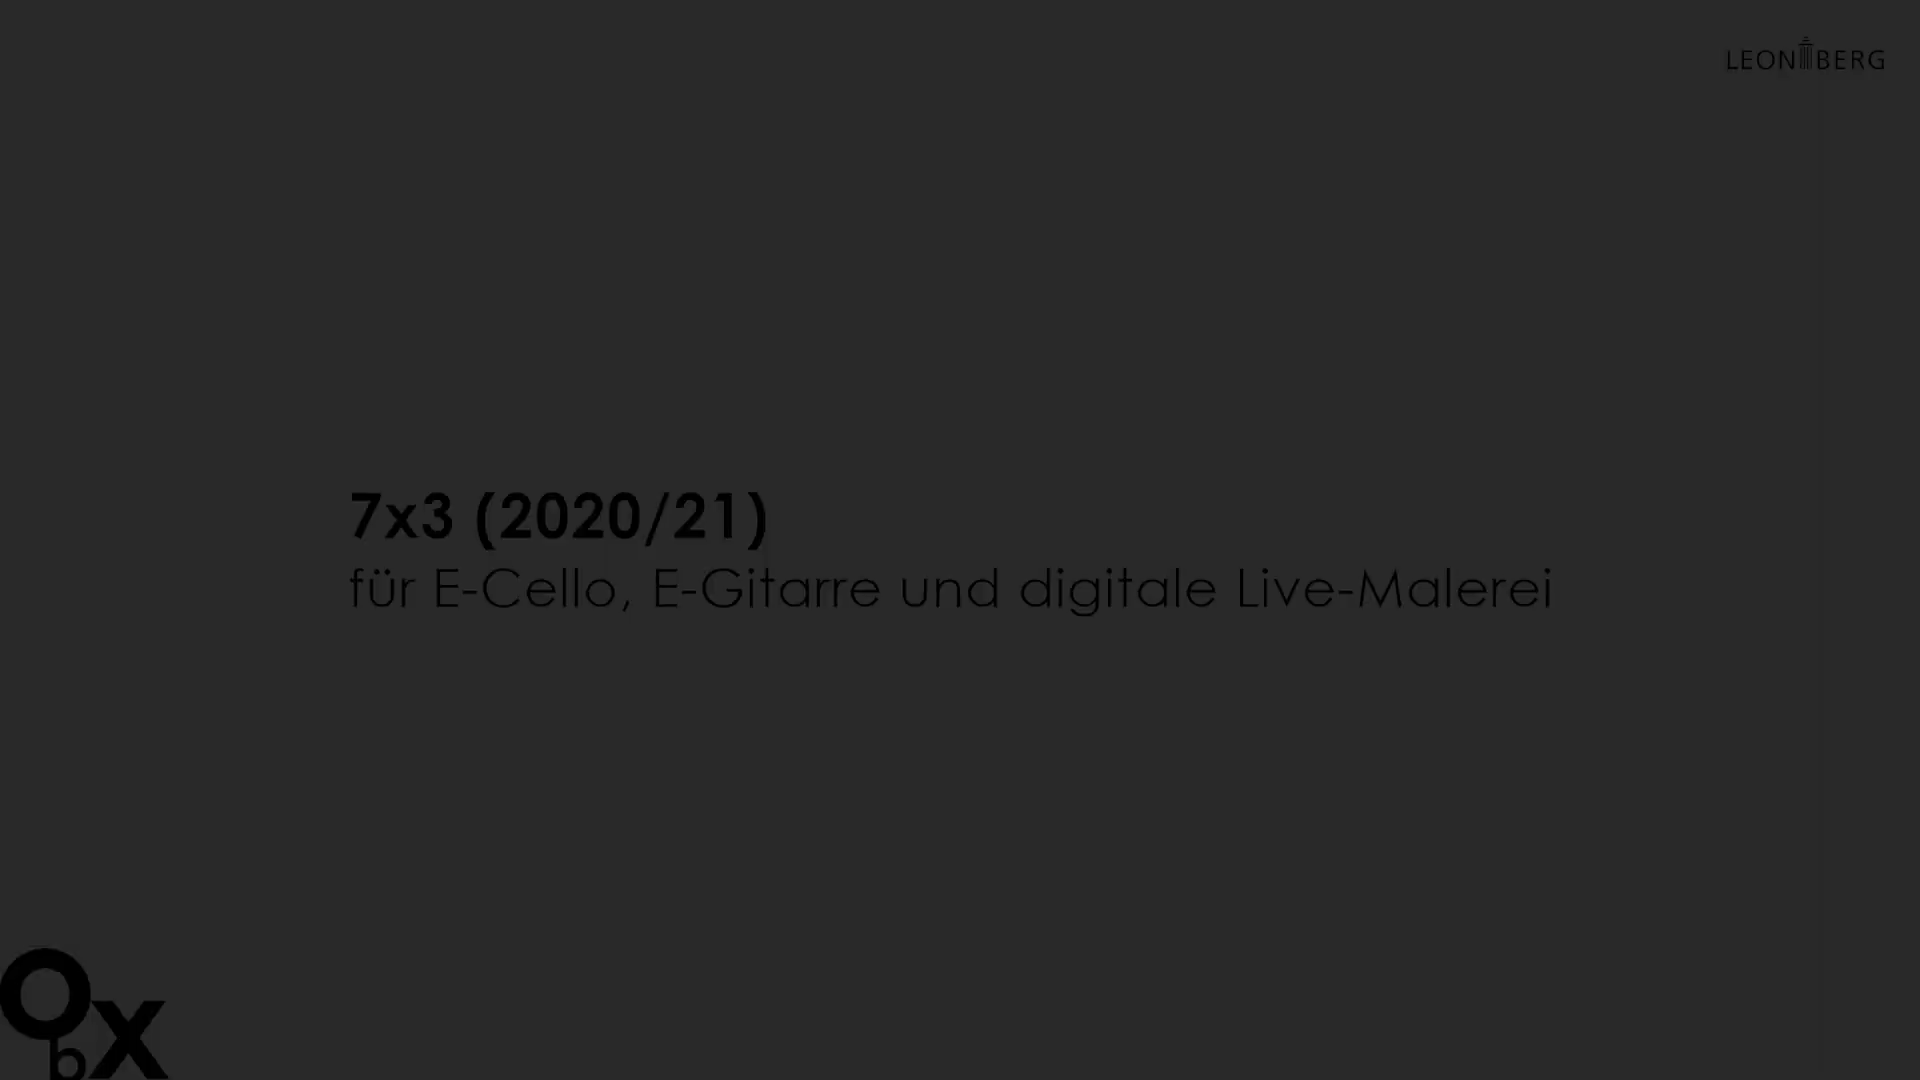 LEONBERG
7x3 (2020/21)
für E-Cello, E-Gitarre und digitale Live-Malerei
ObX